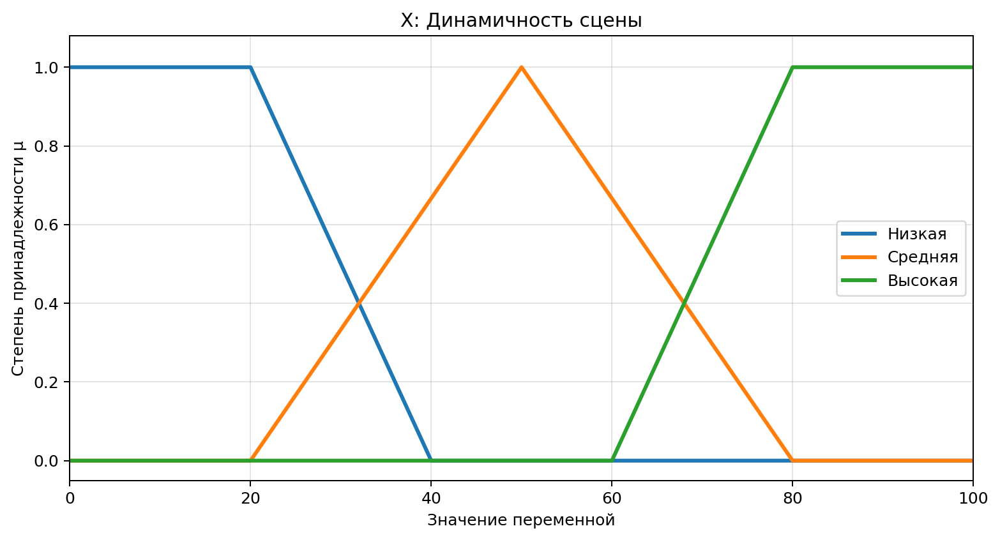 X: Динамичность сцены
Степень принадлежности μ
1.0
0.8
0.6
0.4
0.2
0.0
Низкая
Средняя
Высокая
0 20 40 60 80 100
Значение переменной